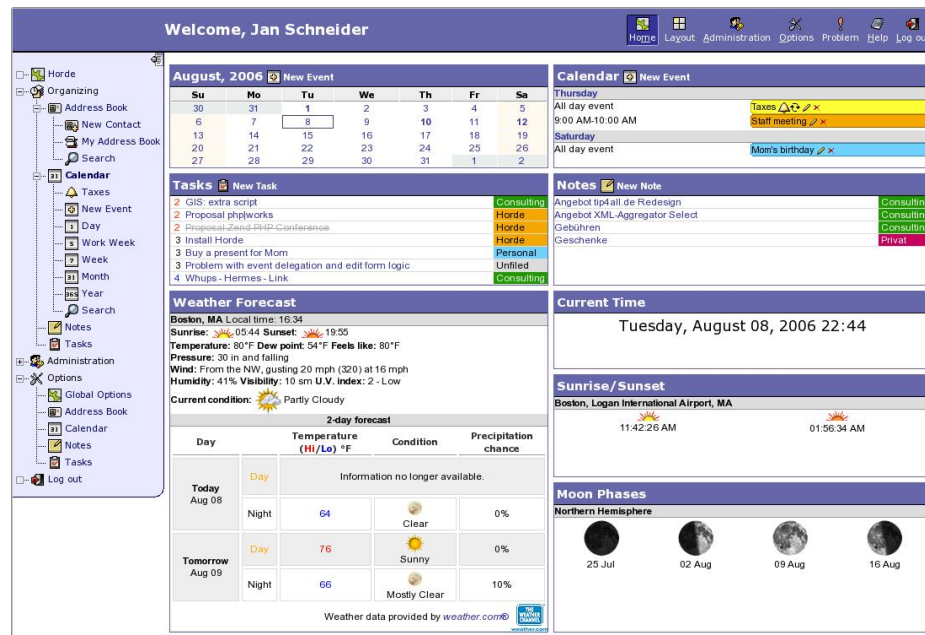 Welcome, Jan Schneider
Home Layout Administration Options Problem Help Log ou
Horde
Organizing
Address Book
New Contact
My Address Book
Search
Calendar
Taxes
New Event
Day
Work Week
Week
Month
Year
Search
Notes
Tasks
Administration
Options
Global Options
Address Book
Calendar
Notes
Tasks
Log out
August, 2006 New Event
Su Mo Tu We Th Fr Sa
30 31 1 2 3 4 5
6 7 8 9 10 11 12
13 14 15 16 17 18 19
20 21 22 23 24 25 26
27 28 29 30 31 1 2
Tasks New Task
2 GIS: extra script Consulting
2 Proposal php|works Horde
2 Proposal Zend PHP Conference Horde
3 Install Horde Horde
3 Buy a present for Mom Personal
3 Problem with event delegation and edit form logic Unfiled
4 Whups - Hermes - Link Consulting
Weather Forecast
Boston, MA Local time: 16:34
Sunrise: 05:44 Sunset: 19:55
Temperature: 80°F Dew point: 54°F Feels like: 80°F
Pressure: 30 in and falling
Wind: From the NW, gusting 20 mph (320) at 16 mph
Humidity: 41% Visibility: 10 sm U.V. index: 2 - Low
Current condition: Partly Cloudy
2-day forecast
Day Temperature (Hi/Lo) °F Condition Precipitation chance
Today Aug 08
Day Information no longer available.
Night 64 Clear 0%
Tomorrow Aug 09
Day 76 Sunny 0%
Night 66 Mostly Clear 10%
Weather data provided by weather.com®
THE WEATHER CHANNEL
weather.com
Calendar New Event
Thursday
All day event Taxes
9:00 AM-10:00 AM Staff meeting
Saturday
All day event Mom's birthday
Notes New Note
Angebot tip4all.de Redesign Consultin
Angebot XML-Aggregator Select Consultin
Gebühren Consultin
Geschenke Privat
Current Time
Tuesday, August 08, 2006 22:44
Sunrise/Sunset
Boston, Logan International Airport, MA
11:42:26 AM 01:56:34 AM
Moon Phases
Northern Hemisphere
25 Jul 02 Aug 09 Aug 16 Aug